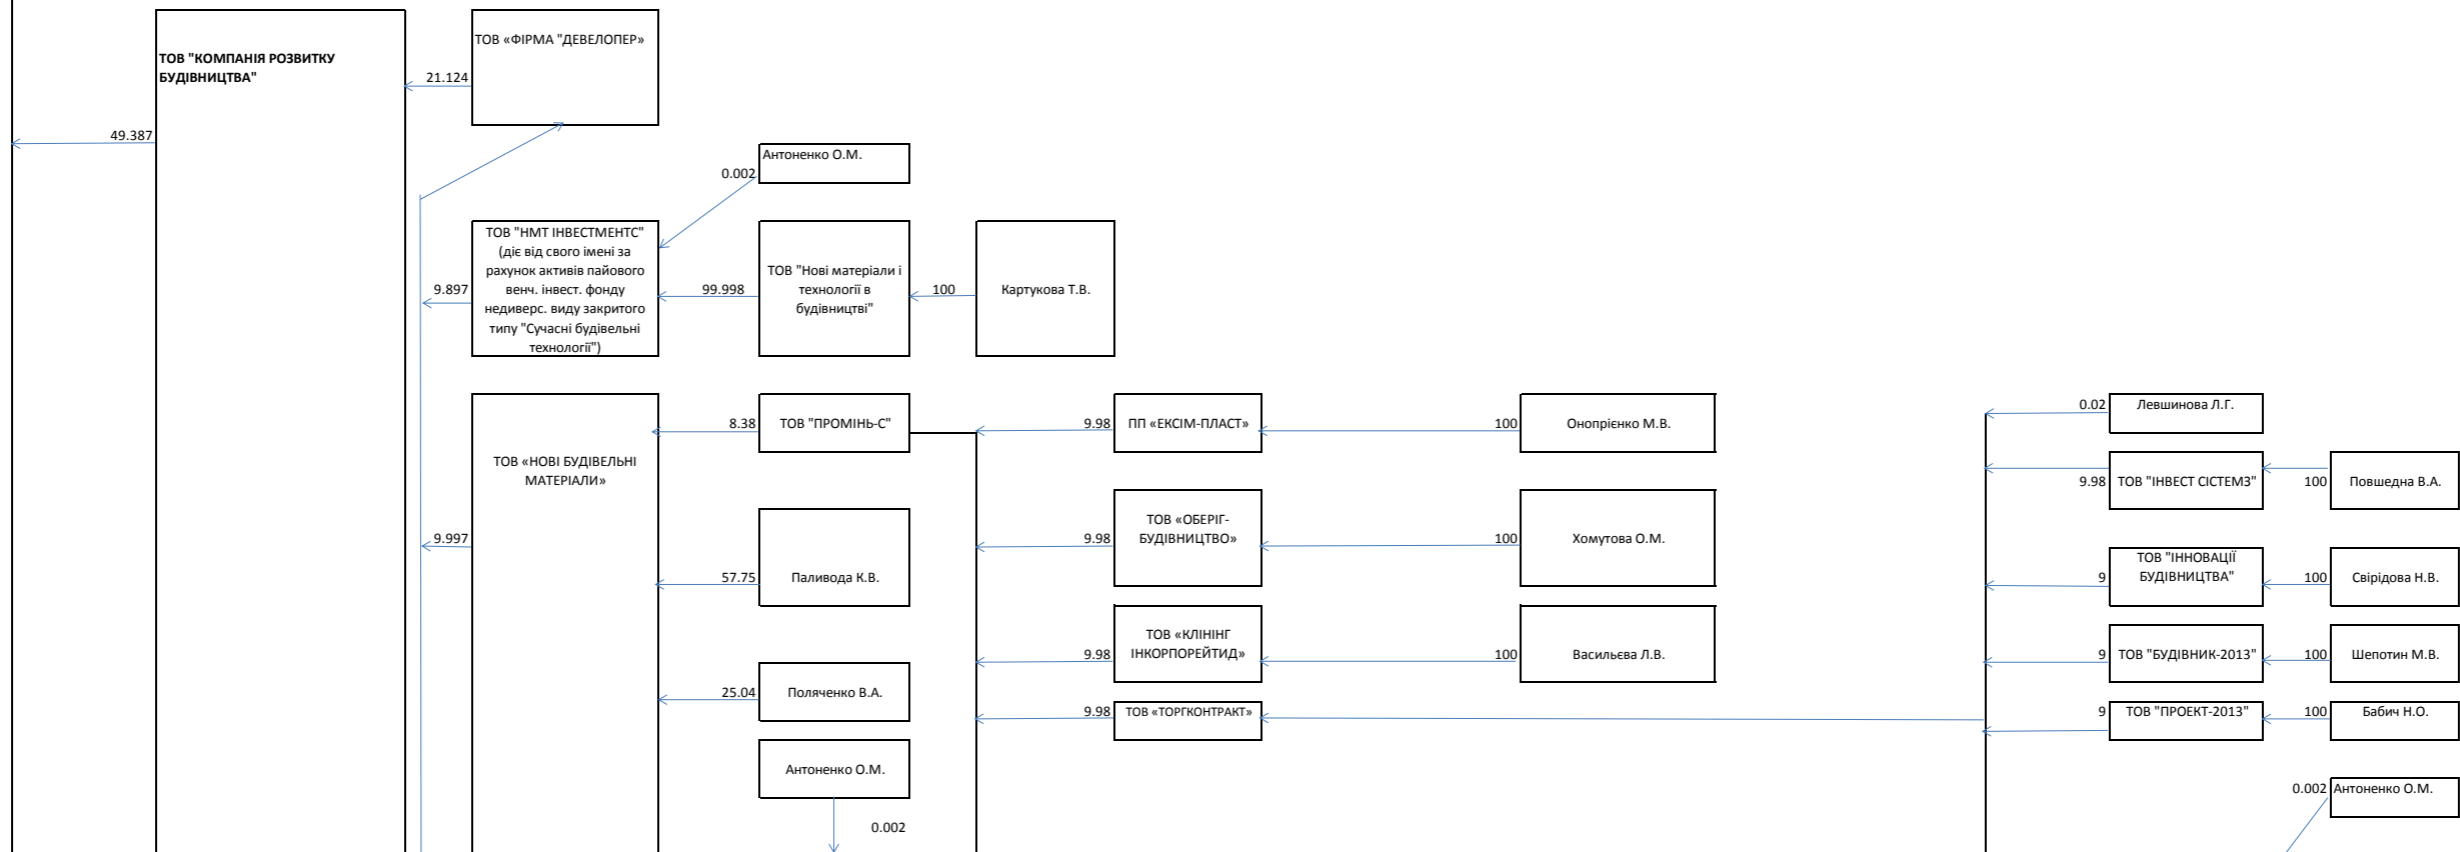 ТОВ "КОМПАНІЯ РОЗВИТКУ
БУДІВНИЦТВА"
49.387
ТОВ «ФІРМА "ДЕВЕЛОПЕР»
21.124
Антоненко О.М.
0.002
ТОВ "НМТ ІНВЕСТМЕНТС"
(діє від свого імені за
рахунок активів пайового
венч. інвест. фонду
недиверс. виду закритого
типу "Сучасні будівельні
технології")
9.897
99.998
ТОВ "Нові матеріали і
технології в
будівництві"
100
Картукова Т.В.
ТОВ «НОВІ БУДІВЕЛЬНІ
МАТЕРІАЛИ»
9.997
8.38
ТОВ "ПРОМІНЬ-С"
57.75
Паливода К.В.
25.04
Поляченко В.А.
Антоненко О.М.
0.002
9.98
ПП «ЕКСІМ-ПЛАСТ»
100
Онопрієнко М.В.
9.98
ТОВ «ОБЕРІГ-
БУДІВНИЦТВО»
100
Хомутова О.М.
9.98
ТОВ «КЛІНІНГ
ІНКОРПОРЕЙТИД»
100
Васильєва Л.В.
9.98
ТОВ «ТОРГКОНТРАКТ»
0.02
Левшинова Л.Г.
9.98
ТОВ "ІНВЕСТ СІСТЕМЗ"
100
Повшедна В.А.
9
ТОВ "ІННОВАЦІЇ
БУДІВНИЦТВА"
100
Свірідова Н.В.
9
ТОВ "БУДІВНИК-2013"
100
Шепотин М.В.
9
ТОВ "ПРОЕКТ-2013"
100
Бабич Н.О.
0.002
Антоненко О.М.